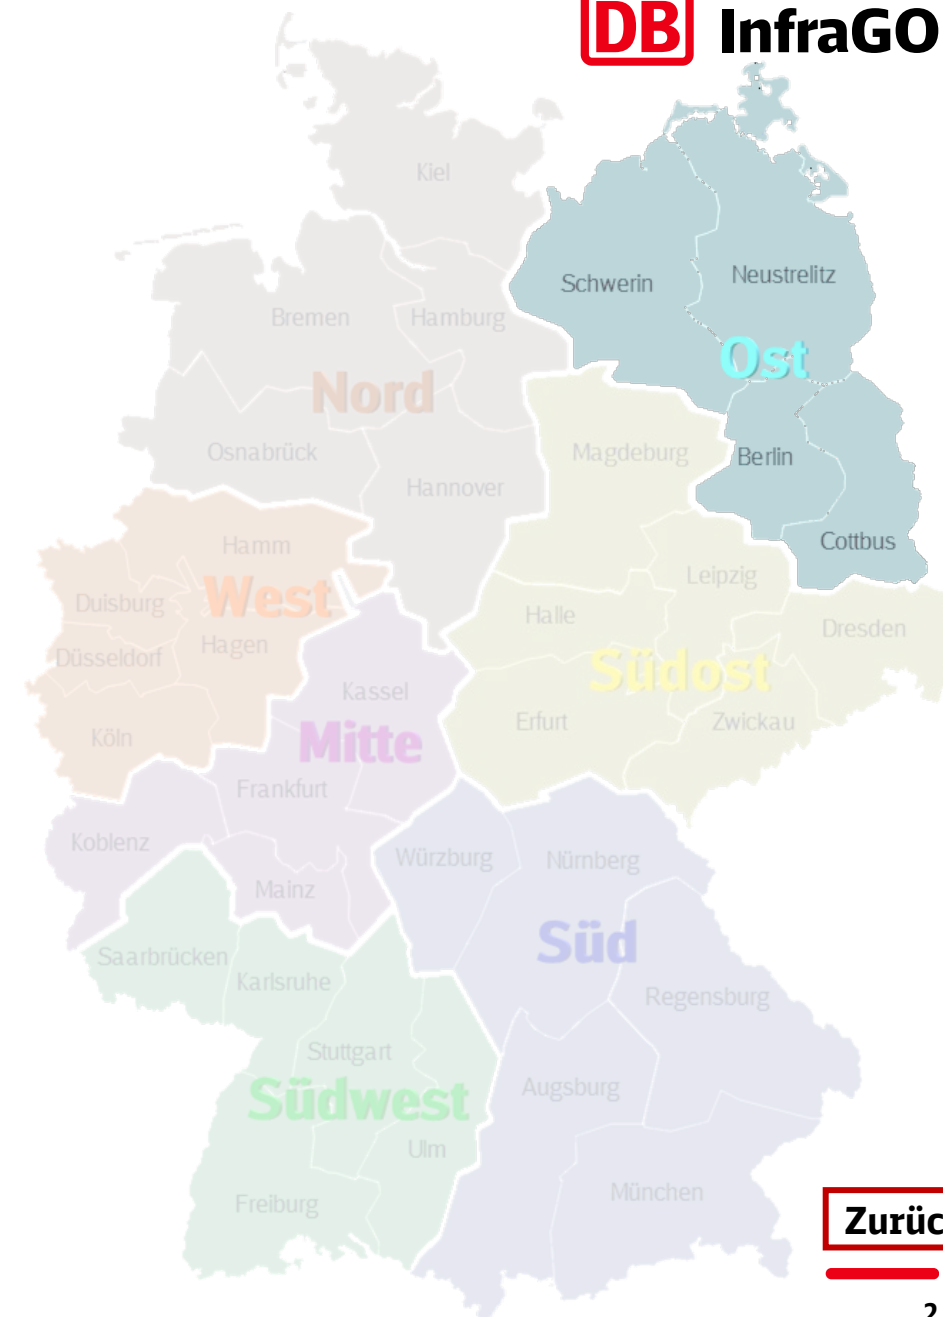 DB InfraGO
Kiel
Schwerin
Neustrelitz
Bremen
Hamburg
Ost
Nord
Osnabrück
Magdeburg
Berlin
Hannover
Hamm
Cottbus
Leipzig
Duisburg
West
Halle
Dresden
Hagen
Düsseldorf
Südost
Kassel
Erfurt
Zwickau
Köln
Mitte
Frankfurt
Koblenz
Würzburg
Nürnberg
Mainz
Süd
Saarbrücken
Karlsruhe
Regensburg
Stuttgart
Augsburg
Südwest
Ulm
München
Freiburg
Zurüc
2